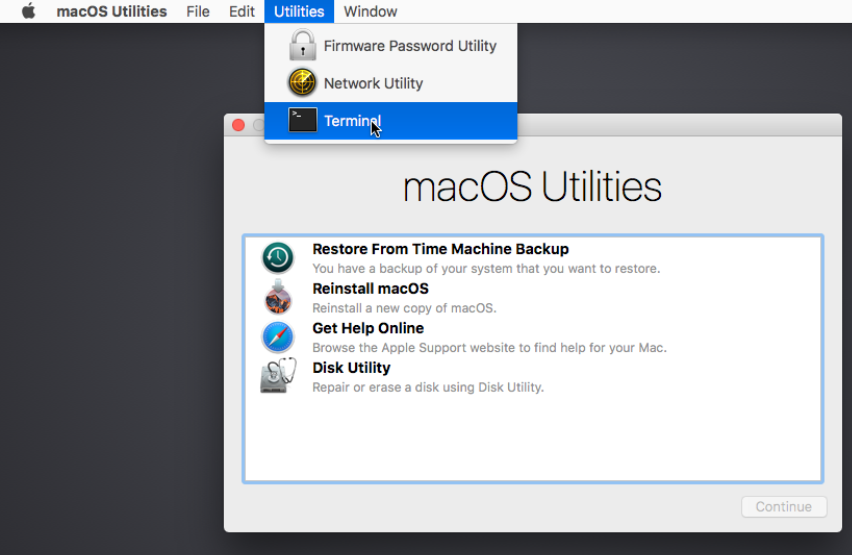 macOS Utilities File Edit Utilities Window
Firmware Password Utility
Network Utility
>_
Terminal
macOS Utilities
Restore From Time Machine Backup
You have a backup of your system that you want to restore.
Reinstall macOS
Reinstall a new copy of macOS.
Get Help Online
Browse the Apple Support website to find help for your Mac.
Disk Utility
Repair or erase a disk using Disk Utility.
Continue